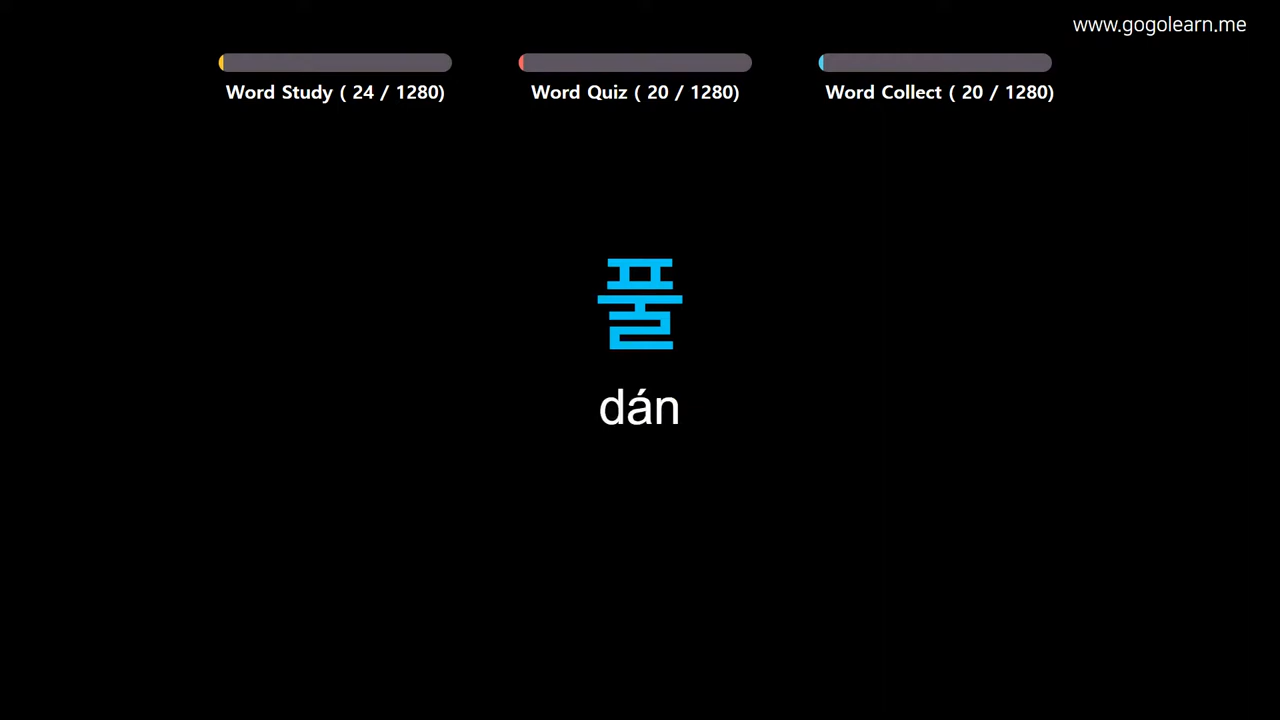 www.gogolearn.me
Word Study ( 24 / 1280)
Word Quiz ( 20 / 1280)
Word Collect ( 20 / 1280)
풀
dán